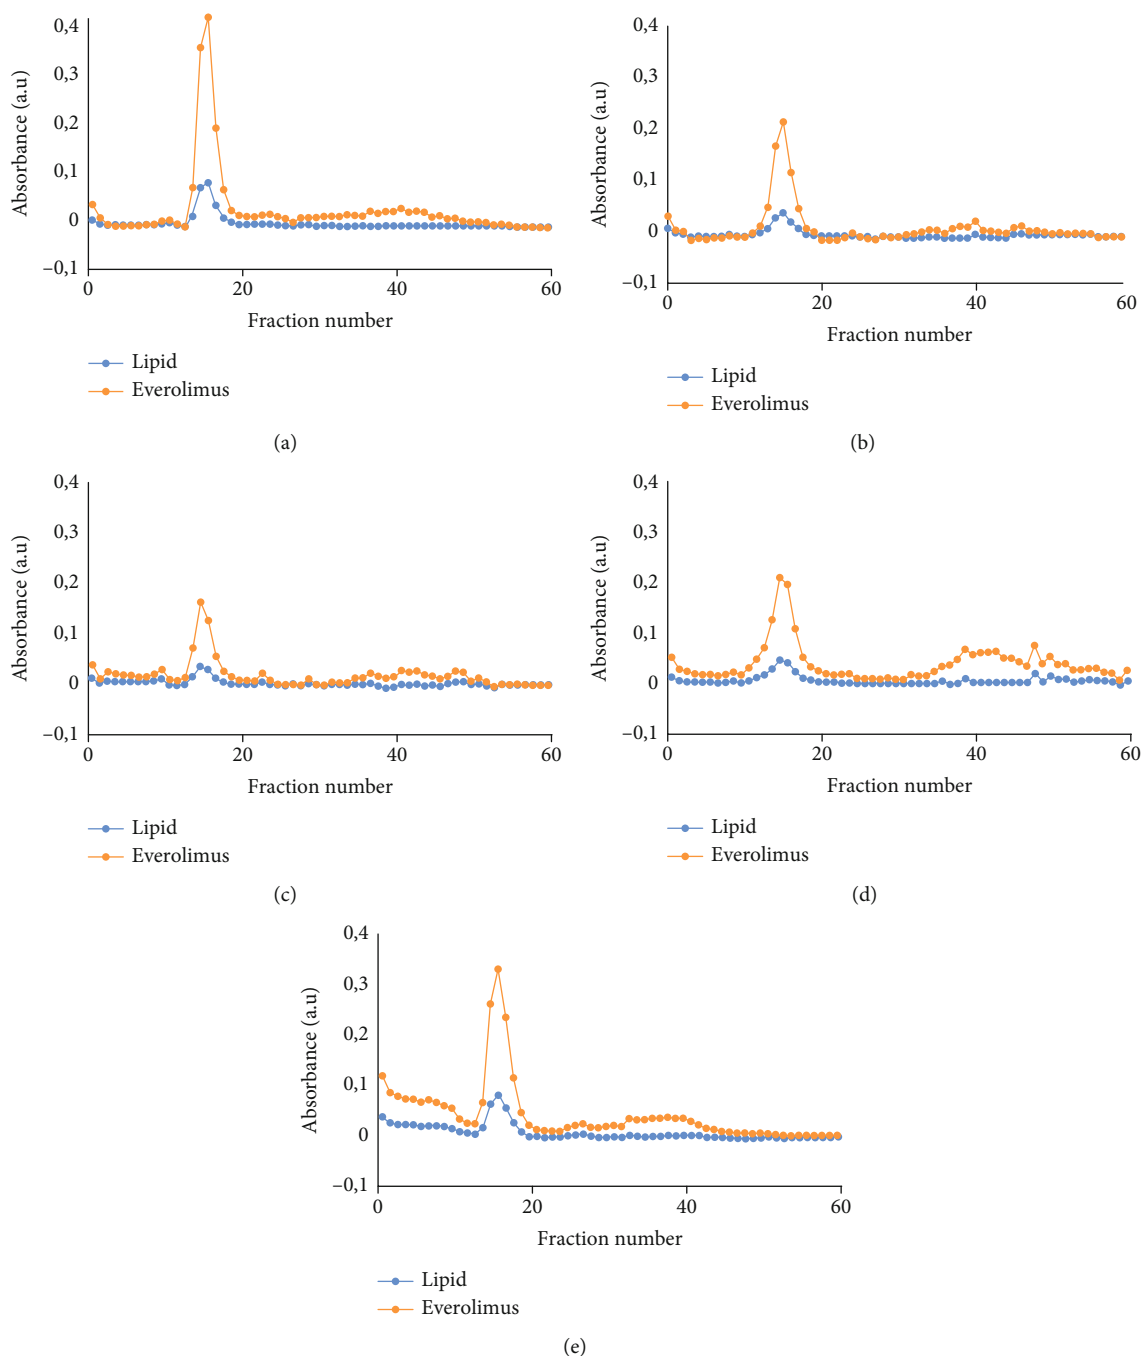 0,4
0,3
0,2
0,1
0
–0,1
Absorbance (a.u)
0 20 40 60
Fraction number
Lipid
Everolimus
(a)
0,4
0,3
0,2
0,1
0
–0,1
Absorbance (a.u)
0 20 40 60
Fraction number
Lipid
Everolimus
(b)
0,4
0,3
0,2
0,1
0
–0,1
Absorbance (a.u)
0 20 40 60
Fraction number
Lipid
Everolimus
(c)
0,4
0,3
0,2
0,1
0
–0,1
Absorbance (a.u)
0 20 40 60
Fraction number
Lipid
Everolimus
(d)
0,4
0,3
0,2
0,1
0
–0,1
Absorbance (a.u)
0 20 40 60
Fraction number
Lipid
Everolimus
(e)